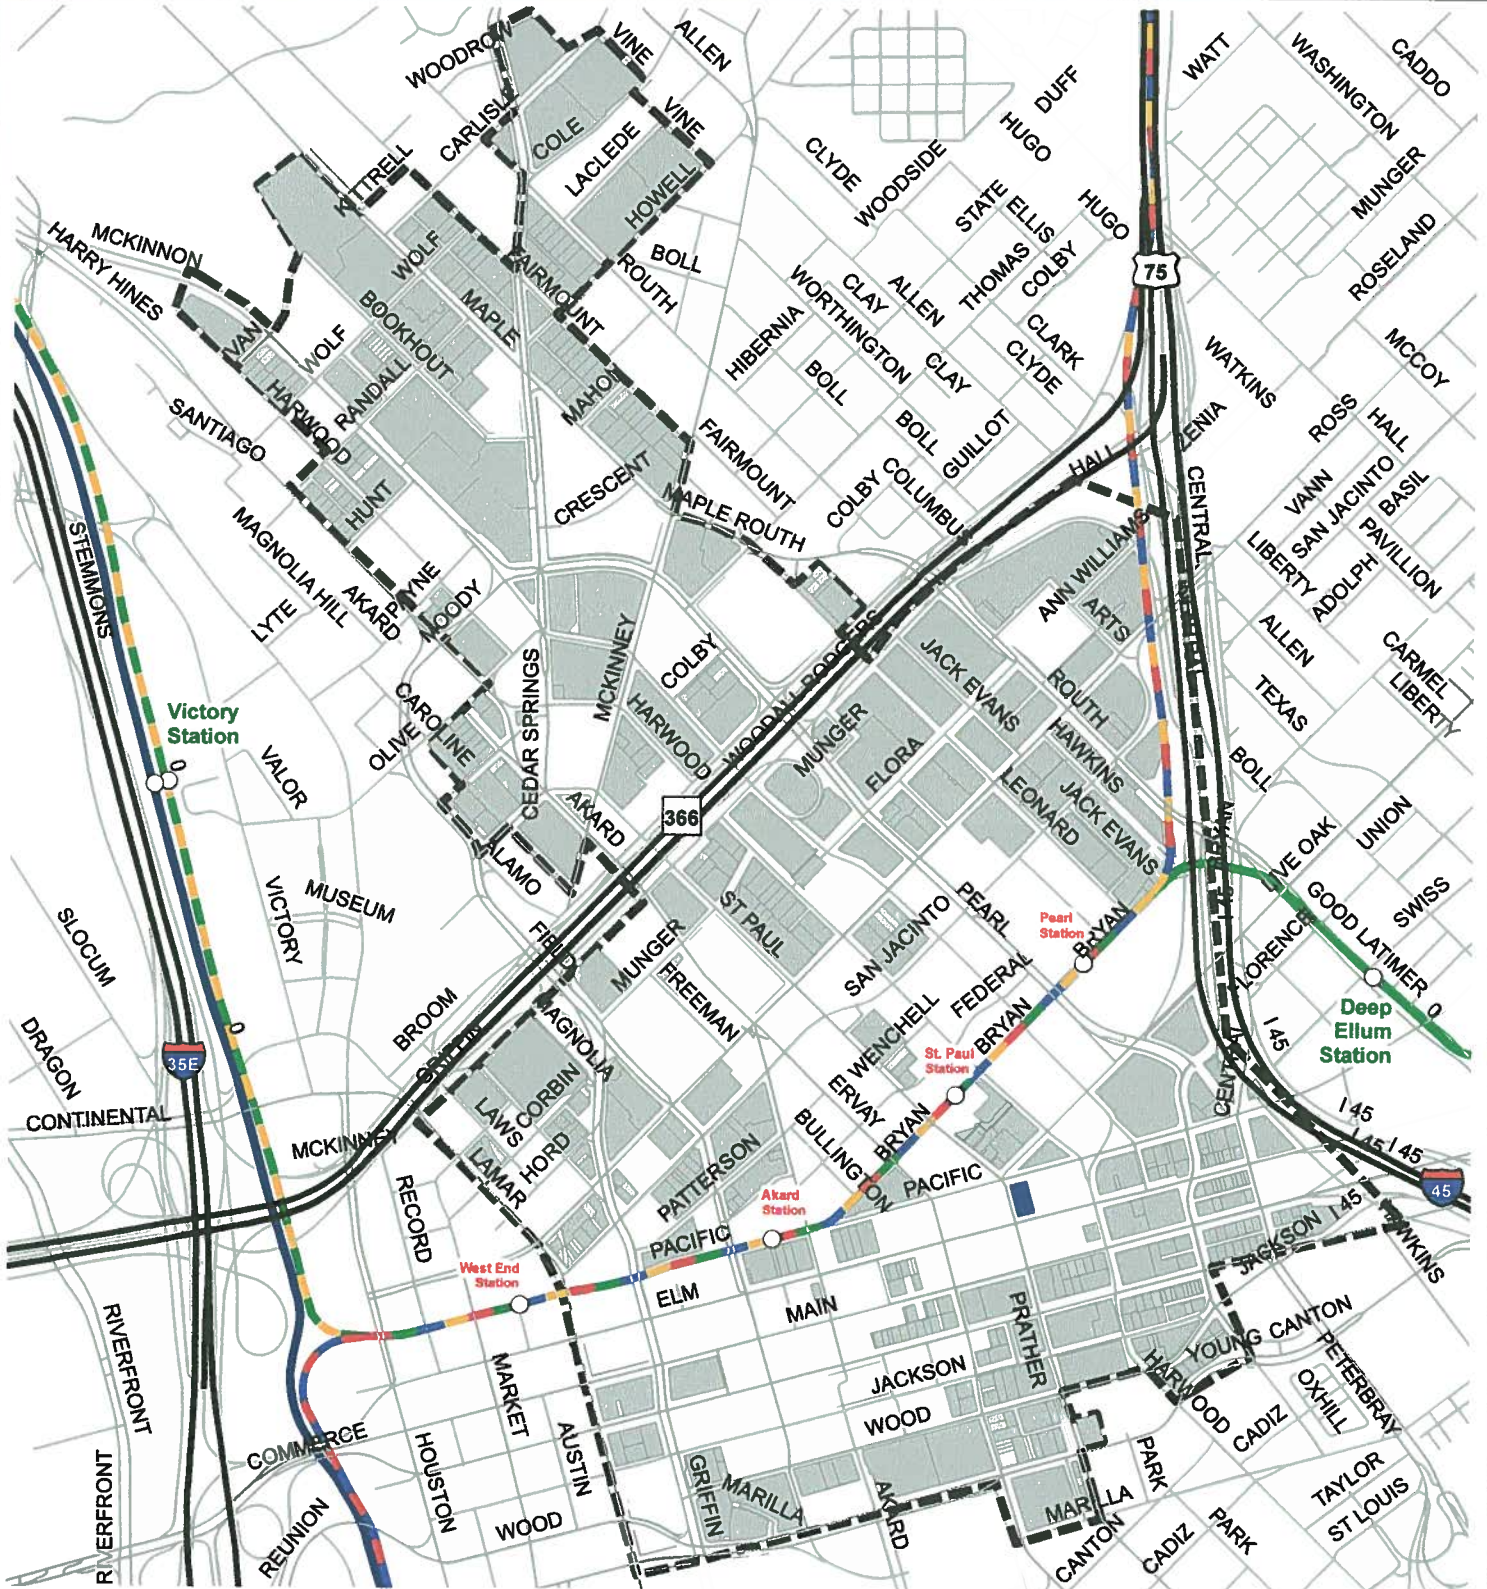 WOODROW
VINE
ALLEN
WATT
WASHINGTON
CADDO
DUFF
HUGO
CARLISLE
COLE
VINE
LACLEDE
KITTRELL
HOWELL
CLYDE
WOODSIDE
STATE
ELLIS
HUGO
MUNGER
ROSELAND
MCKINNON
HARRY HINES
WOLF
FAIRMOUNT
BOLL
ROUTH
WORTHINGTON
CLAY
ALLEN
THOMAS
COLBY
75
BOOKHOUT
MAPLE
HIBERNIA
CLARK
CLYDE
WATKINS
MCCOY
IVAN
WOLF
RANDALL
BOLL
CLAY
HARWOOD
MAHON
BOLL
GUILLOT
ROSS
HALL
SANTIAGO
FAIRMOUNT
HALL
HUNT
CRESCENT
MAPLE ROUTH
COLBY
COLUMBUS
CENTRAL
VANN
SAN JACINTO
BASIL
STEMMONS
MAGNOLIA HILL
LYTE
AKARD
PAYNE
MOODY
ANN WILLIAMS
ARTS
LIBERTY
ADOLPH
PAVILLION
ALLEN
CARMEL
LIBERTY
MCKINNEY
COLBY
WOODALL RODGERS
JACK EVANS
ROUTH
TEXAS
CEDAR SPRINGS
HARWOOD
CAROLINE
OLIVE
Victory
Station
VALOR
MUNGER
FLORA
HAWKINS
LEONARD
JACK EVANS
BOLL
366
AKARD
ALAMO
UNION
LIVE OAK
VICTORY
MUSEUM
ST PAUL
PEARL
SAN JACINTO
Pearl
Station
BRYAN
GOOD LATIMER
SWISS
FLORENCE
SLOCUM
FIELD
MUNGER
FREEMAN
FEDERAL
BRYAN
Deep
Ellum
Station
DRAGON
BROOM
GRIFFIN
MAGNOLIA
WENCHELL
St. Paul
Station
I 45
35E
CONTINENTAL
MCKINNEY
LAWS
CORBIN
ERVAY
BULLINGTON
BRYAN
CENTRAL
I 45
I 45
I 45
45
LAMAR
HORD
PATTERSON
PACIFIC
RECORD
Akard
Station
PACIFIC
JACKSON
I 45
HAWKINS
West End
Station
ELM
MAIN
PRATHER
RIVERFRONT
YOUNG
CANTON
PETERBRAY
MARKET
JACKSON
HARWOOD
OXHILL
CADIZ
WOOD
COMMERCE
HOUSTON
AUSTIN
GRIFFIN
MARILLA
AKARD
MARILLA
PARK
TAYLOR
ST LOUIS
RIVERFRONT
REUNION
WOOD
CANTON
CADIZ
PARK